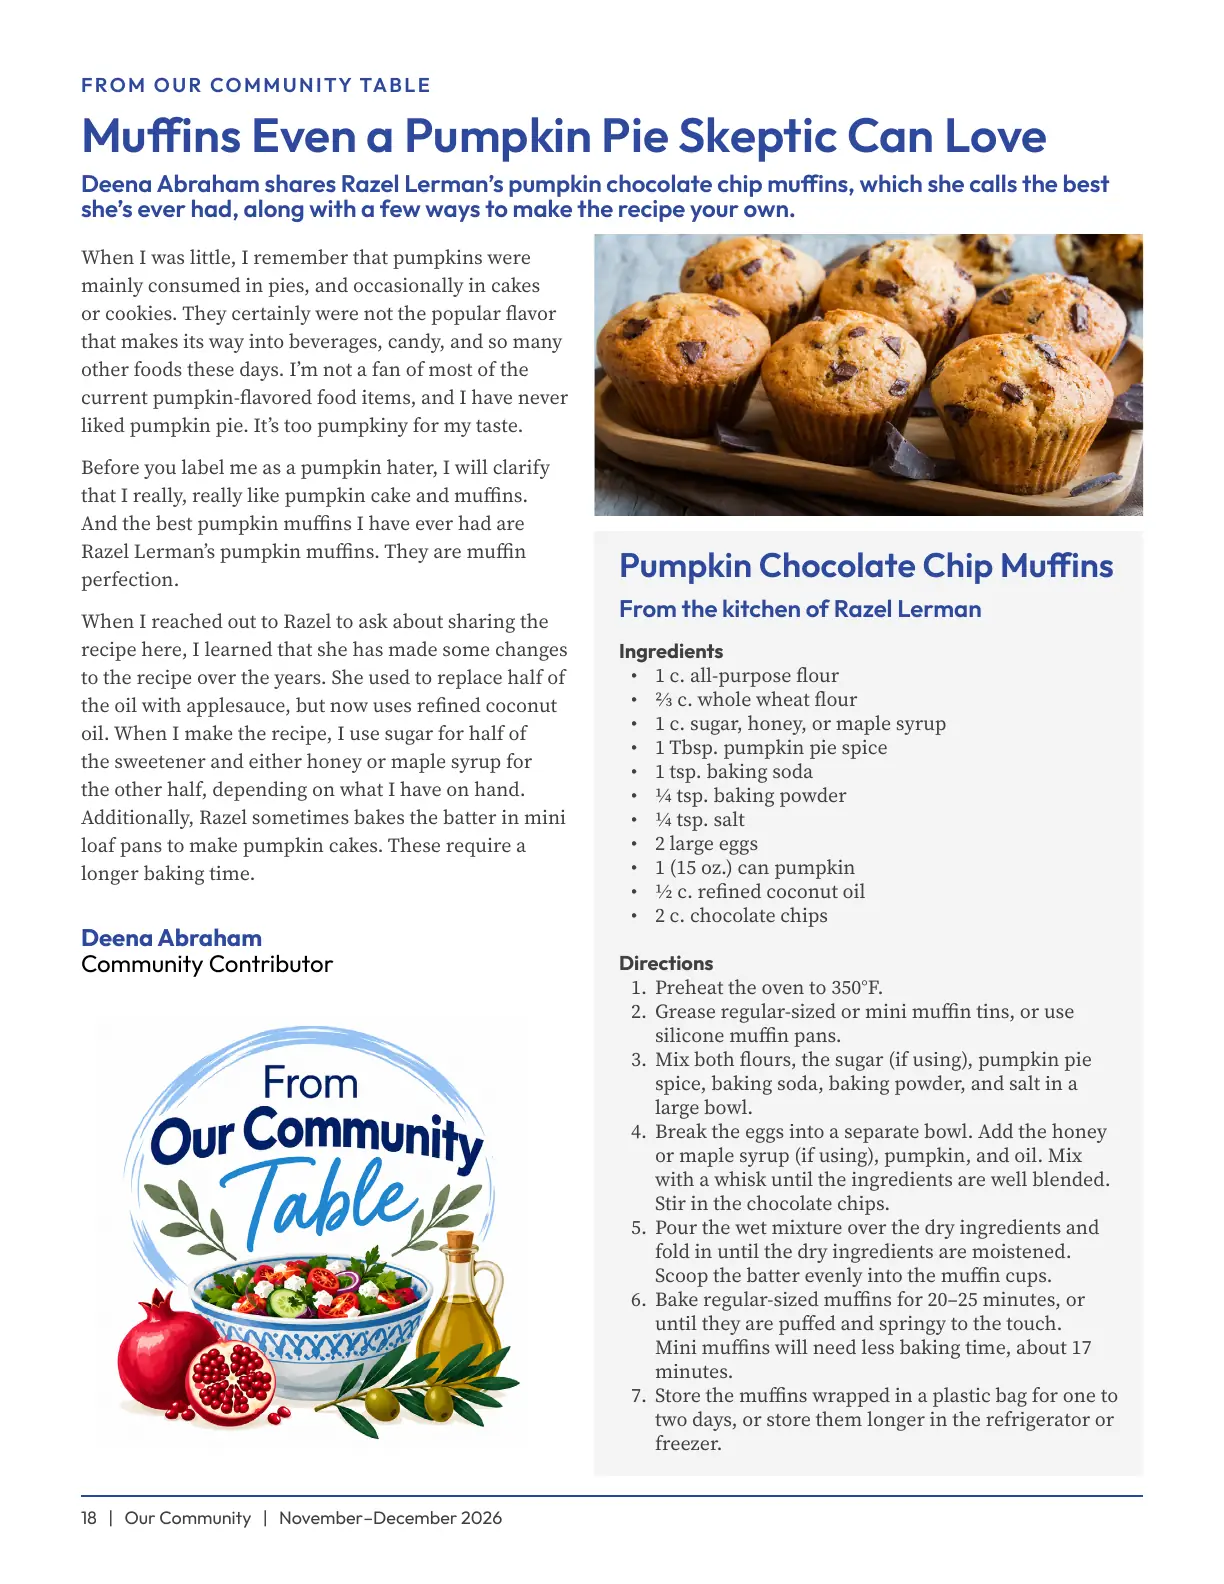 FROM OUR COMMUNITY TABLE
Muffins Even a Pumpkin Pie Skeptic Can Love
Deena Abraham shares Razel Lerman’s pumpkin chocolate chip muffins, which she calls the best
she’s ever had, along with a few ways to make the recipe your own.
When I was little, I remember that pumpkins were
mainly consumed in pies, and occasionally in cakes
or cookies. They certainly were not the popular flavor
that makes its way into beverages, candy, and so many
other foods these days. I’m not a fan of most of the
current pumpkin-flavored food items, and I have never
liked pumpkin pie. It’s too pumpkiny for my taste.
Before you label me as a pumpkin hater, I will clarify
that I really, really like pumpkin cake and muffins.
And the best pumpkin muffins I have ever had are
Razel Lerman’s pumpkin muffins. They are muffin
perfection.
When I reached out to Razel to ask about sharing the
recipe here, I learned that she has made some changes
to the recipe over the years. She used to replace half of
the oil with applesauce, but now uses refined coconut
oil. When I make the recipe, I use sugar for half of
the sweetener and either honey or maple syrup for
the other half, depending on what I have on hand.
Additionally, Razel sometimes bakes the batter in mini
loaf pans to make pumpkin cakes. These require a
longer baking time.
Deena Abraham
Community Contributor
From
Our Community
Table
Pumpkin Chocolate Chip Muffins
From the kitchen of Razel Lerman
Ingredients
• 1 c. all-purpose flour
• ⅔ c. whole wheat flour
• 1 c. sugar, honey, or maple syrup
• 1 Tbsp. pumpkin pie spice
• 1 tsp. baking soda
• ¼ tsp. baking powder
• ¼ tsp. salt
• 2 large eggs
• 1 (15 oz.) can pumpkin
• ½ c. refined coconut oil
• 2 c. chocolate chips
Directions
1. Preheat the oven to 350°F.
2. Grease regular-sized or mini muffin tins, or use
silicone muffin pans.
3. Mix both flours, the sugar (if using), pumpkin pie
spice, baking soda, baking powder, and salt in a
large bowl.
4. Break the eggs into a separate bowl. Add the honey
or maple syrup (if using), pumpkin, and oil. Mix
with a whisk until the ingredients are well blended.
Stir in the chocolate chips.
5. Pour the wet mixture over the dry ingredients and
fold in until the dry ingredients are moistened.
Scoop the batter evenly into the muffin cups.
6. Bake regular-sized muffins for 20–25 minutes, or
until they are puffed and springy to the touch.
Mini muffins will need less baking time, about 17
minutes.
7. Store the muffins wrapped in a plastic bag for one to
two days, or store them longer in the refrigerator or
freezer.
18 | Our Community | November–December 2026